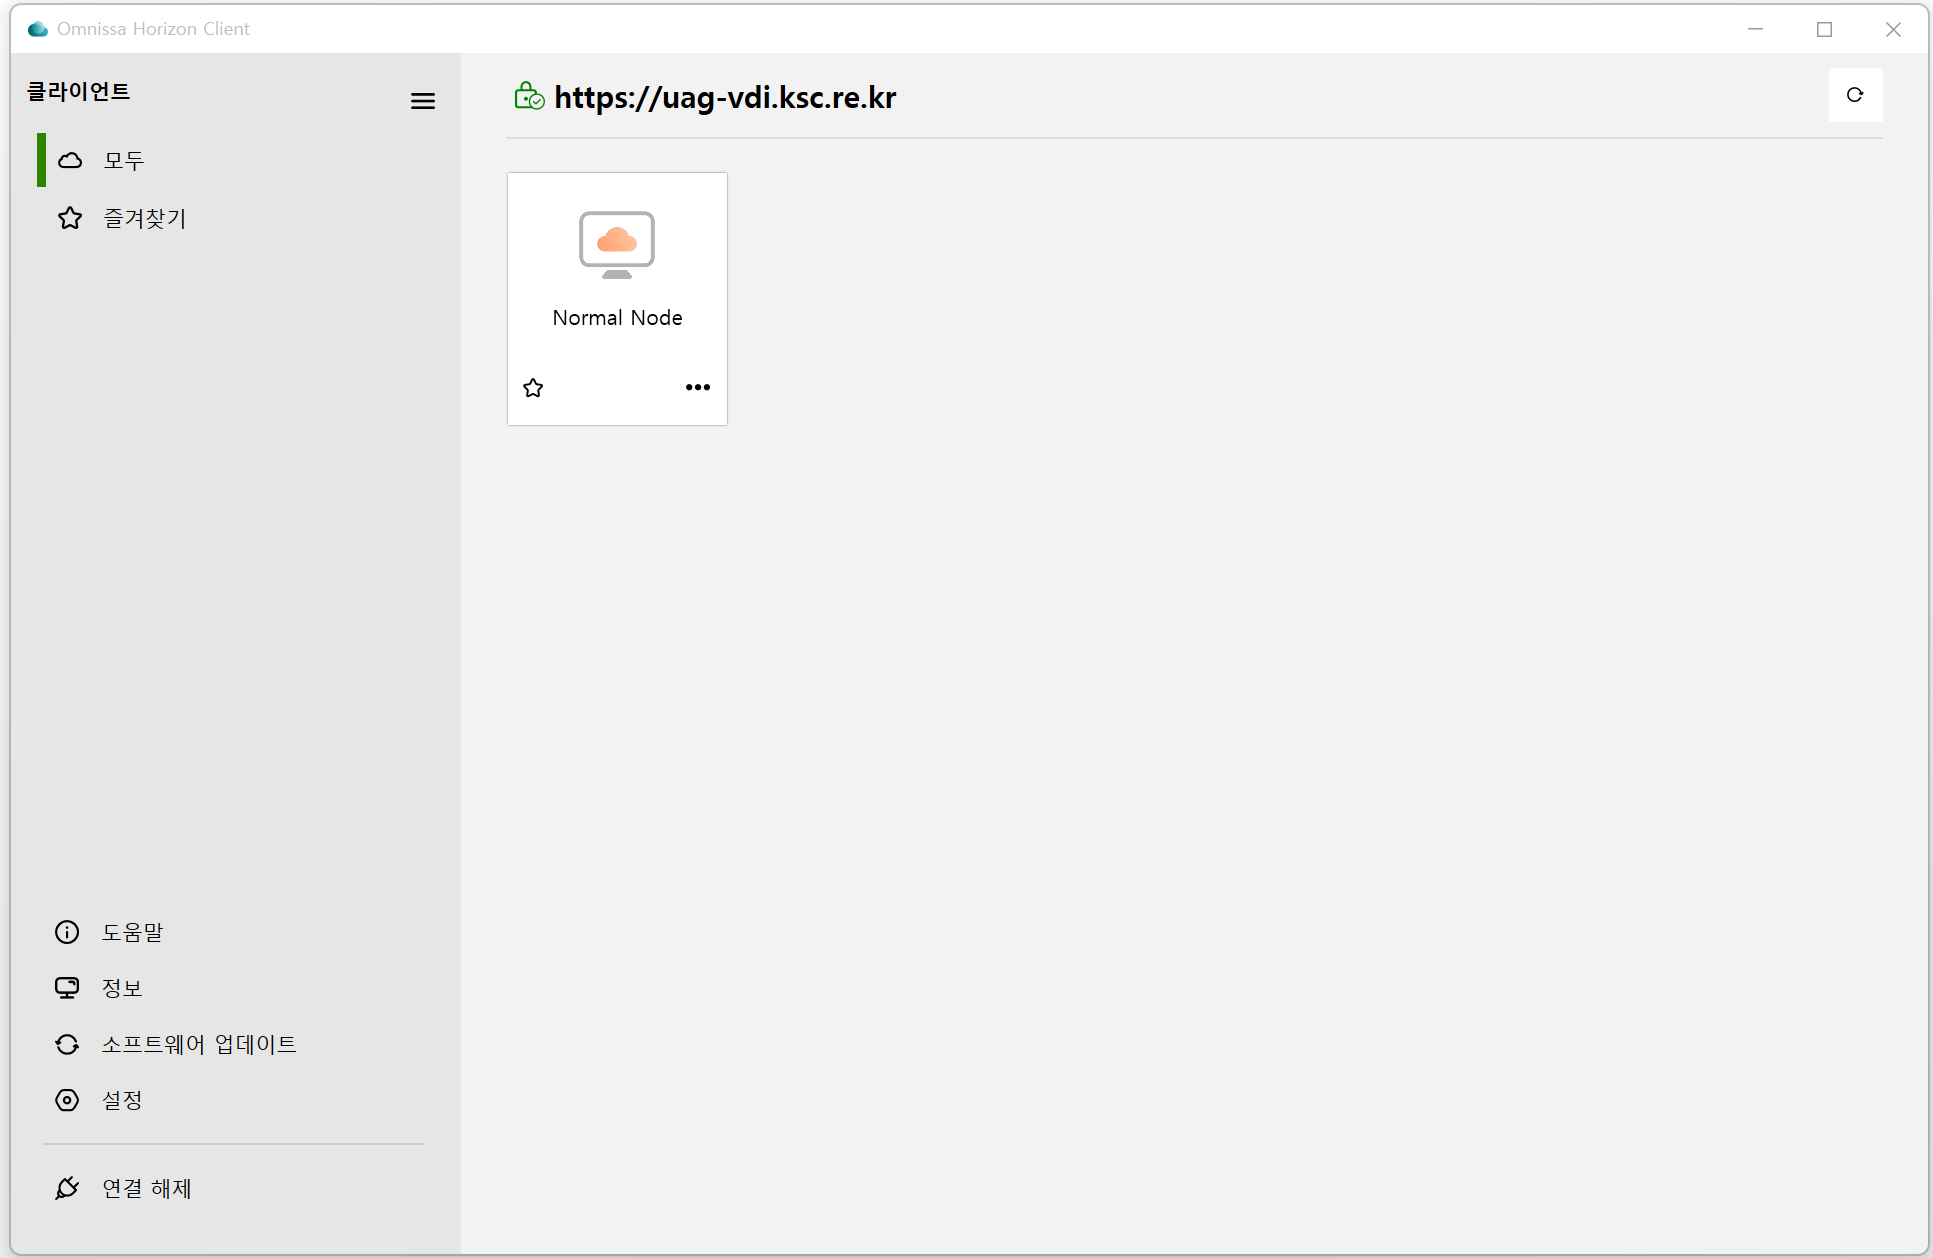 Omnissa Horizon Client
클라이언트
모두
즐겨찾기
https://uag-vdi.ksc.re.kr
Normal Node
도움말
정보
소프트웨어 업데이트
설정
연결 해제